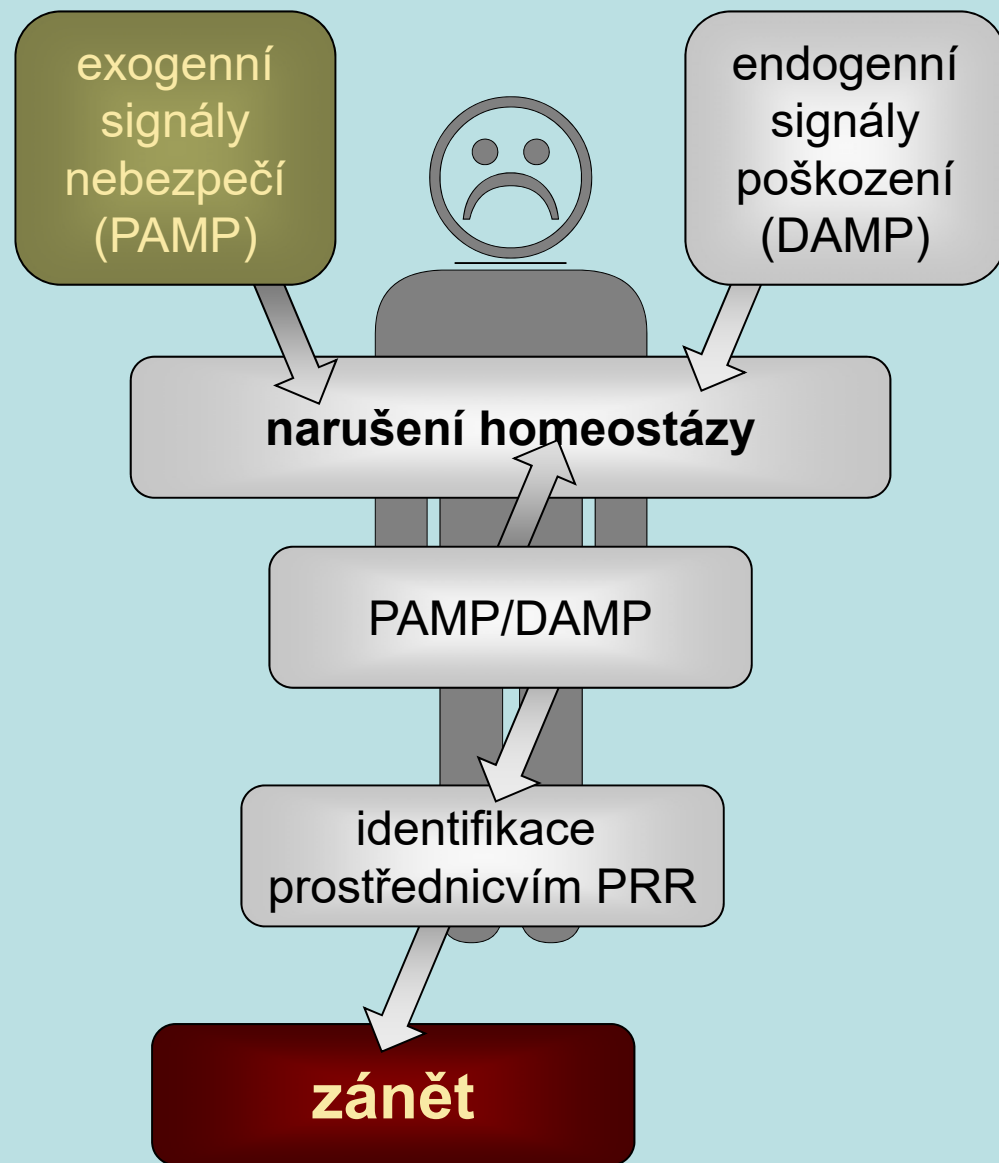 exogenní
signály
nebezpečí
(PAMP)
endogenní
signály
poškození
(DAMP)
narušení homeostázy
PAMP/DAMP
identifikace
prostřednicvím PRR
zánět